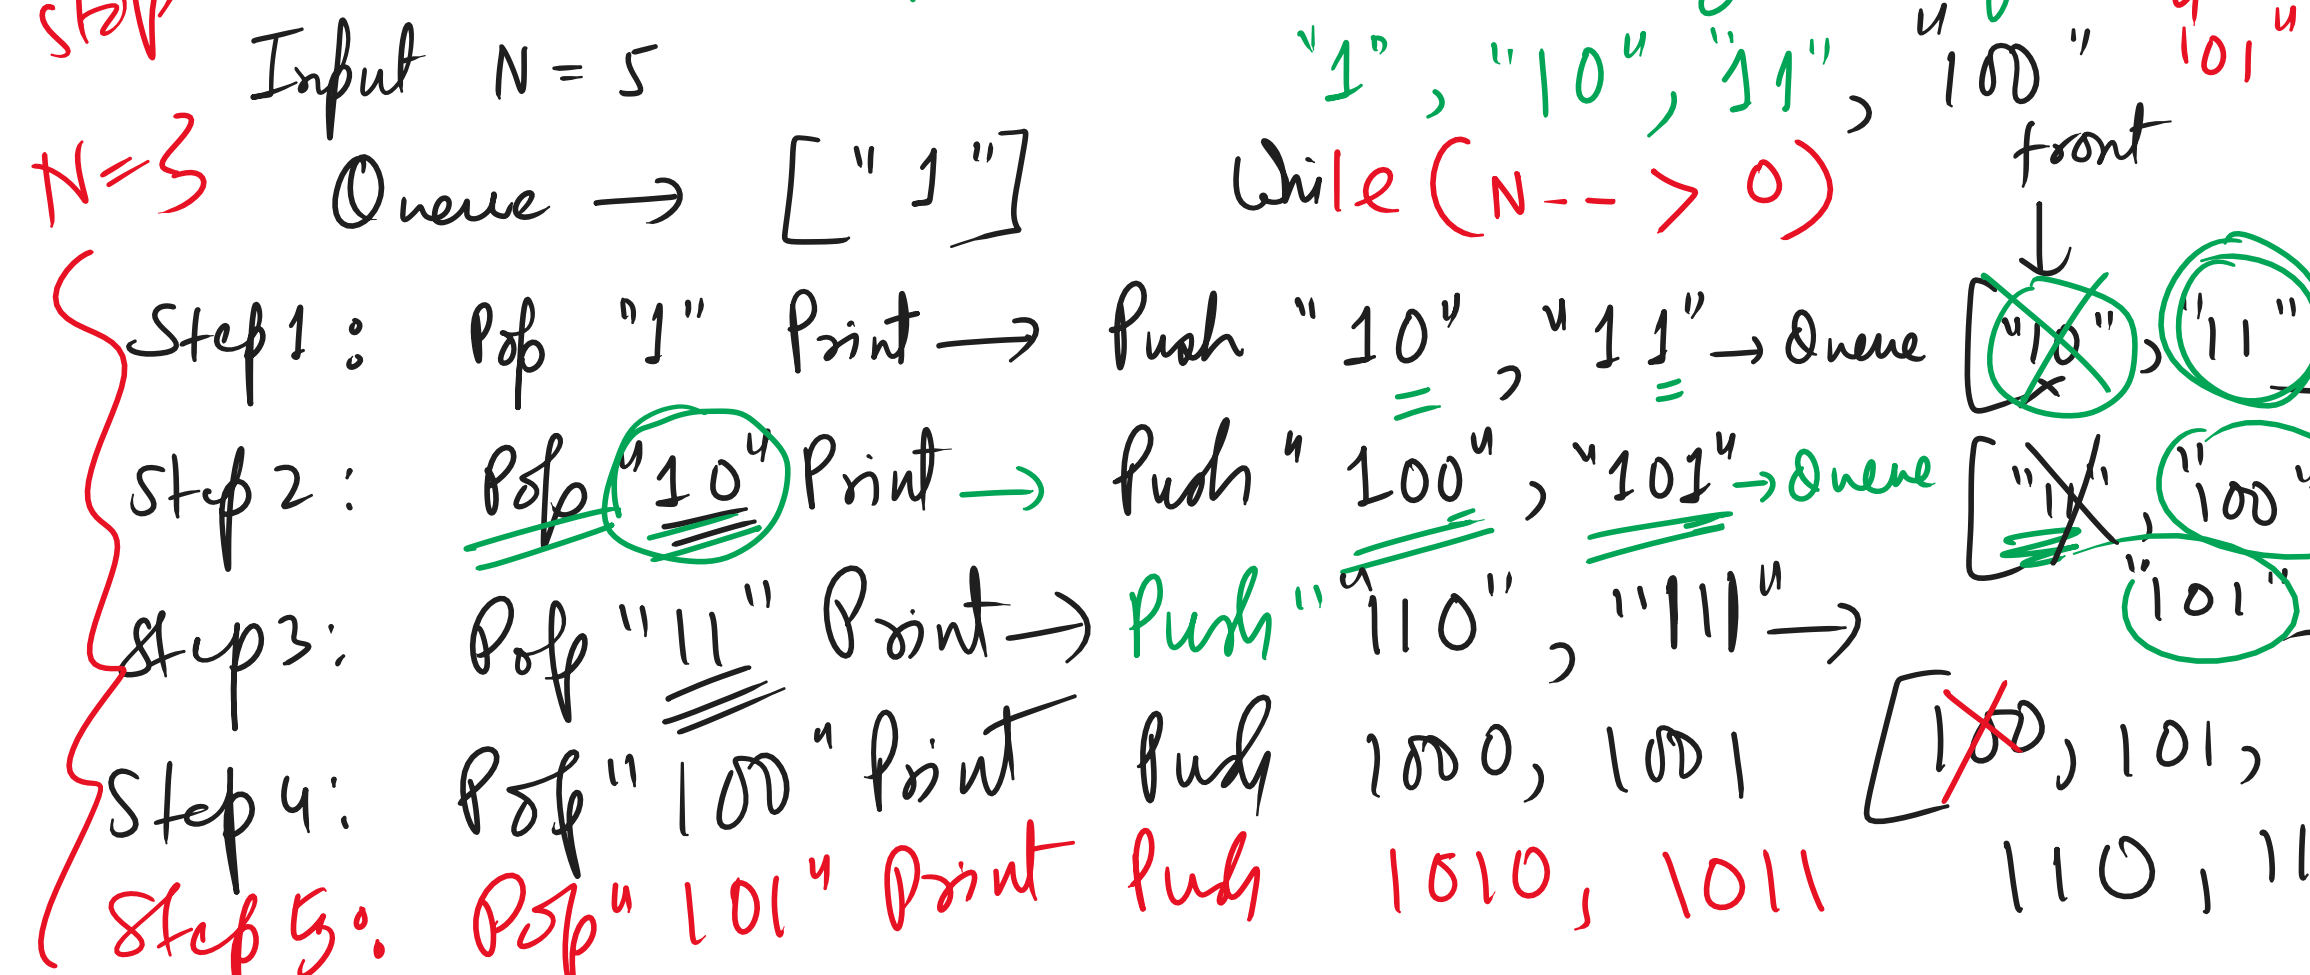 Stop
Input N = 5 "1" , "10" , "11" , "100" "101"
N=3 Queue → ["1"] While (N-- > 0) front
Step 1 : Pop "1" Print → Push "10" , "11" → Queue ["10" , "11"
Step 2 : Pop "10" Print → Push "100" , "101" → Queue ["11" , "100"
"101"
Step 3 : Pop "11" Print → Push "110" , "111" →
Step 4 : Pop "100" Print Push 1000, 1001 [100, 101,
110, 11
Step 5 : Pop "101" Print Push 1010, 1011